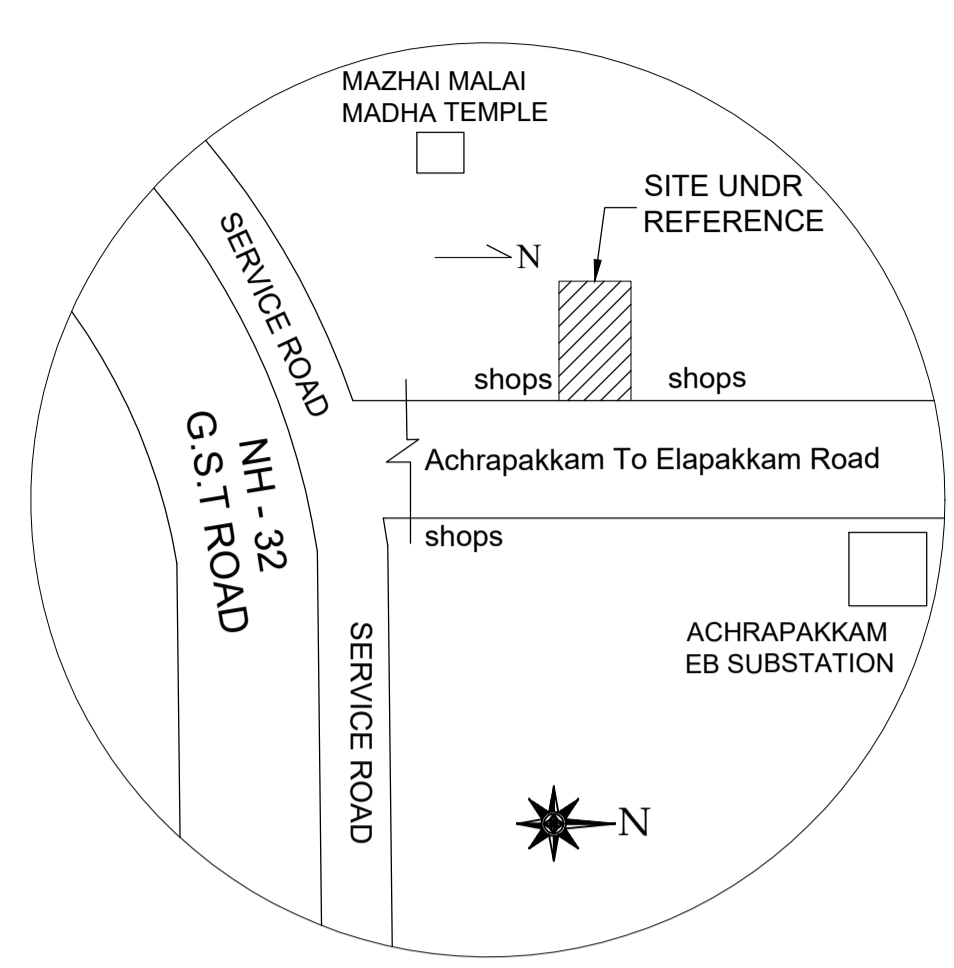 MAZHAI MALAI
MADHA TEMPLE
SITE UNDR
REFERENCE
N
SERVICE ROAD
shops
shops
NH - 32
G.S.T ROAD
Achrapakkam To Elapakkam Road
shops
SERVICE ROAD
ACHRAPAKKAM
EB SUBSTATION
N